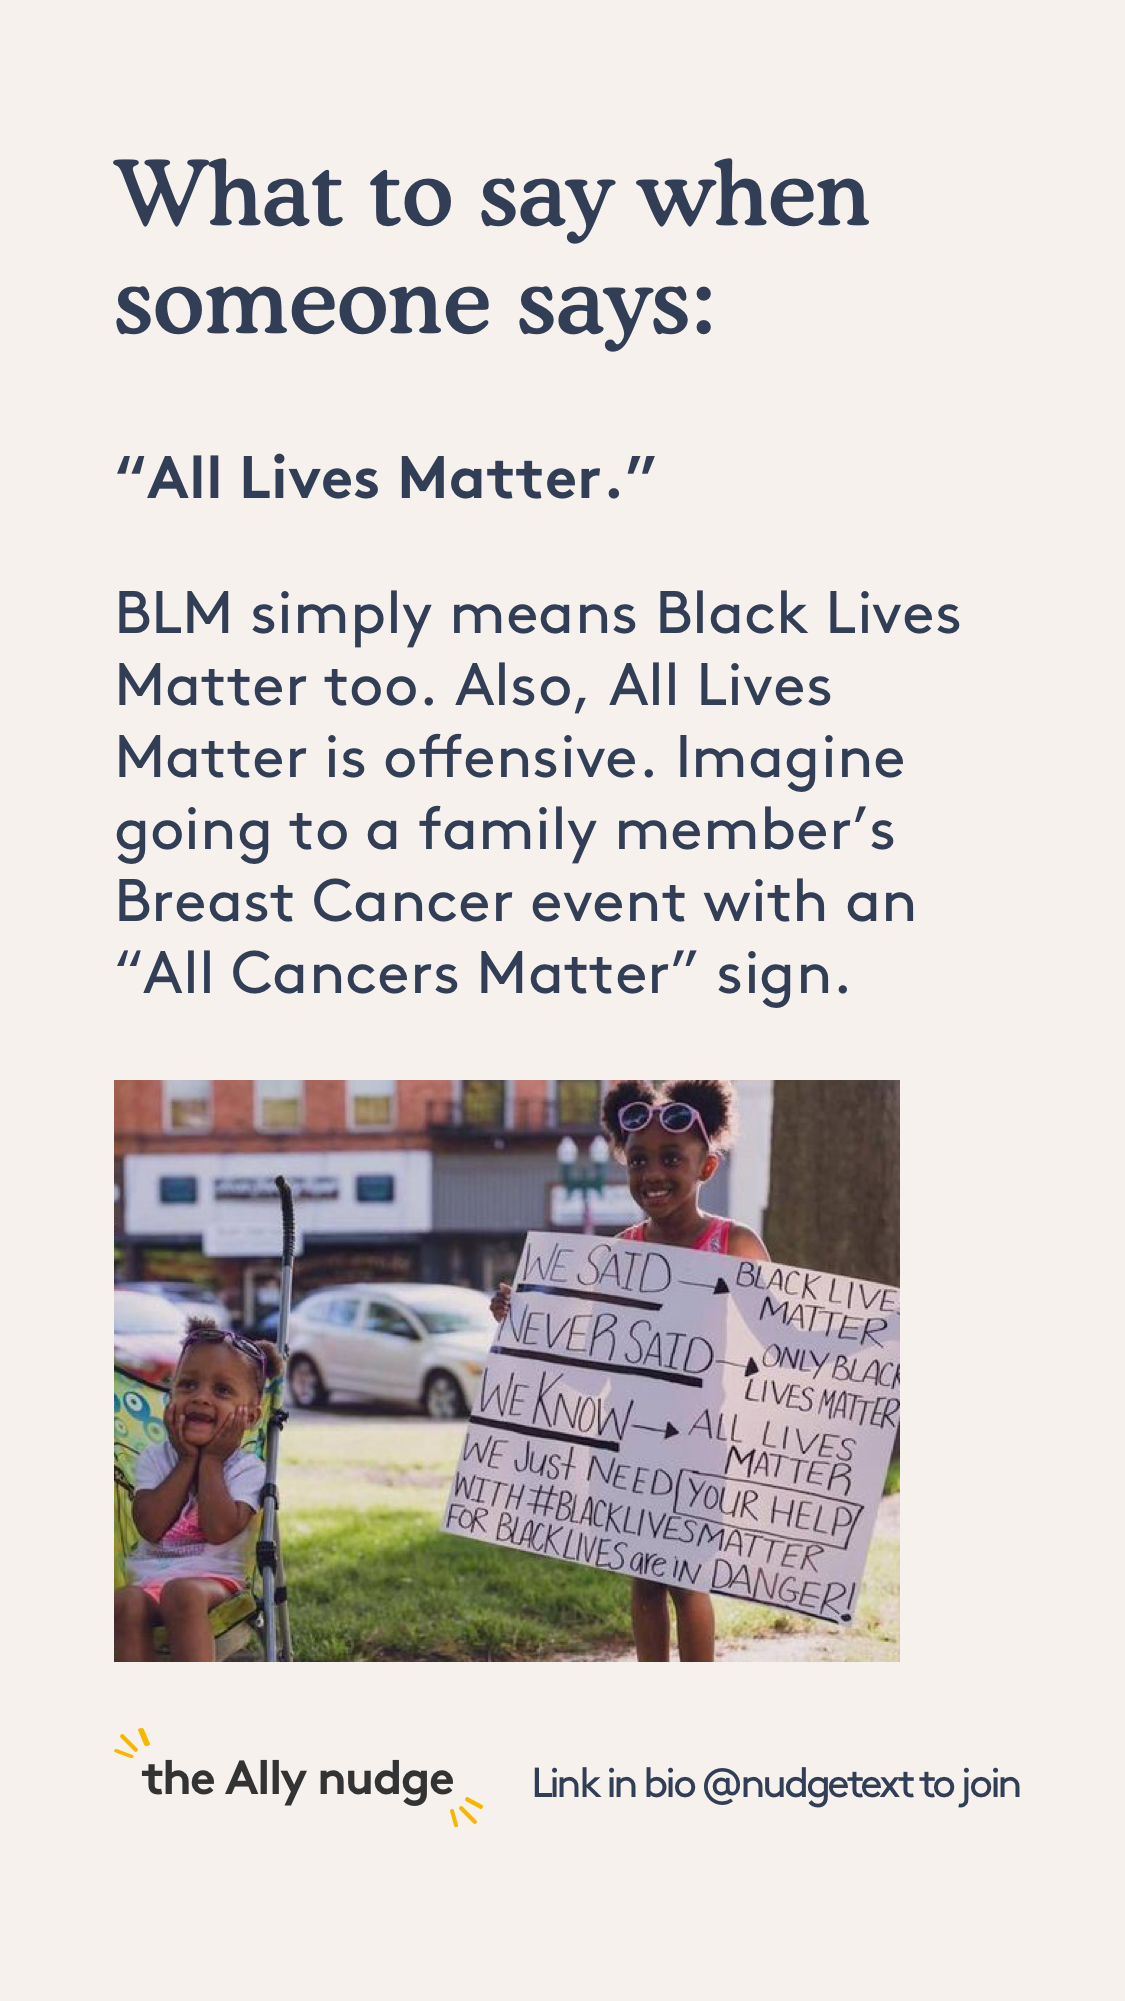 What to say when
someone says:
“All Lives Matter.”
BLM simply means Black Lives
Matter too. Also, All Lives
Matter is offensive. Imagine
going to a family member’s
Breast Cancer event with an
“All Cancers Matter” sign.
WE SAID → BLACK LIVE
MATTER
NEVER SAID → ONLY BLACK
LIVES MATTER
WE KNOW → ALL LIVES
MATTER
WE Just NEED YOUR HELP
WITH #BLACKLIVESMATTER
FOR BLACK LIVES are iN DANGER!
the Ally nudge
Link in bio @nudgetext to join